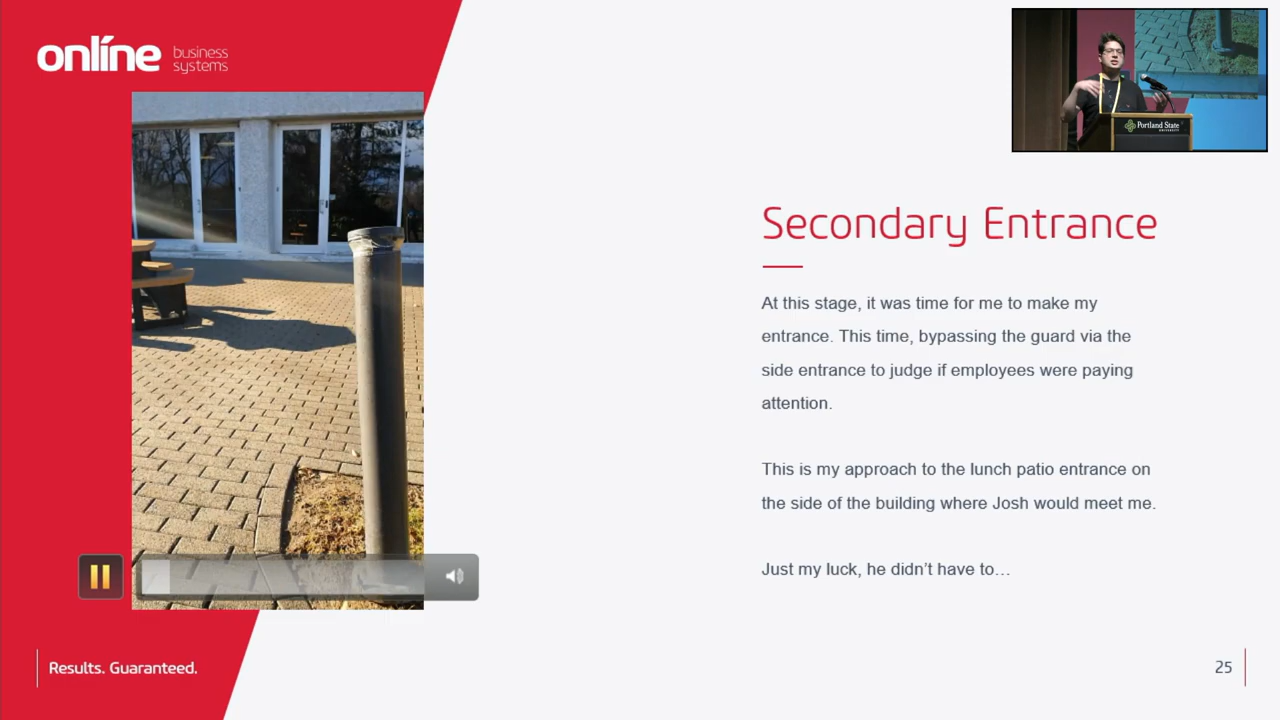 online business systems
Portland State
UNIVERSITY
Secondary Entrance
At this stage, it was time for me to make my
entrance. This time, bypassing the guard via the
side entrance to judge if employees were paying
attention.
This is my approach to the lunch patio entrance on
the side of the building where Josh would meet me.
Just my luck, he didn’t have to…
Results. Guaranteed.
25